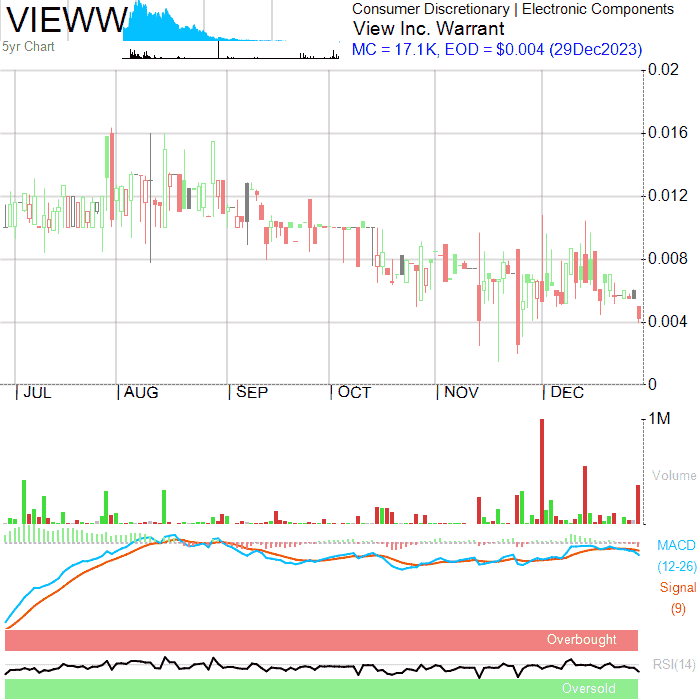 VIEWW
5yr Chart
Consumer Discretionary | Electronic Components
View Inc. Warrant
MC = 17.1K, EOD = $0.004 (29Dec2023)
0.02
0.016
0.012
0.008
0.004
0
JUL AUG SEP OCT NOV DEC
1M
Volume
MACD
(12-26)
Signal
(9)
Overbought
RSI(14)
Oversold